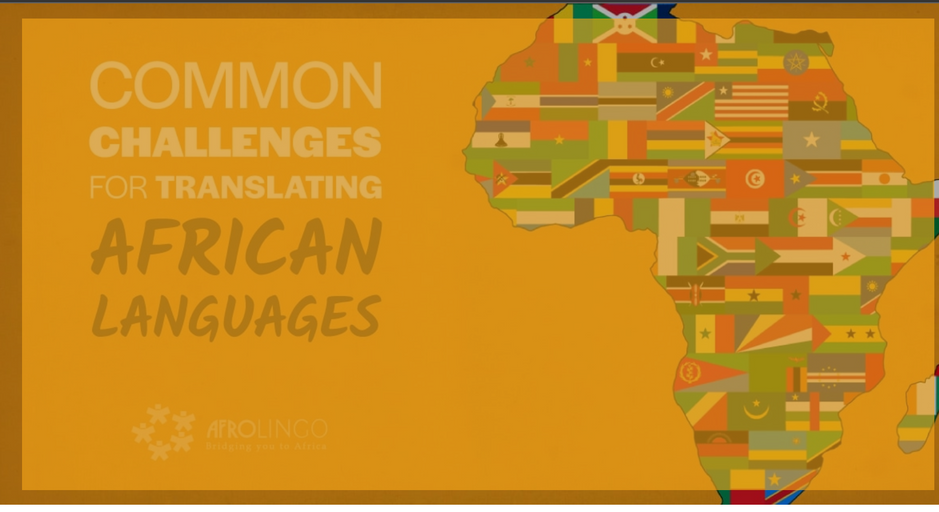 COMMON
CHALLENGES
FOR TRANSLATING
AFRICAN
LANGUAGES
AFROLINGO
Bringing you to Africa